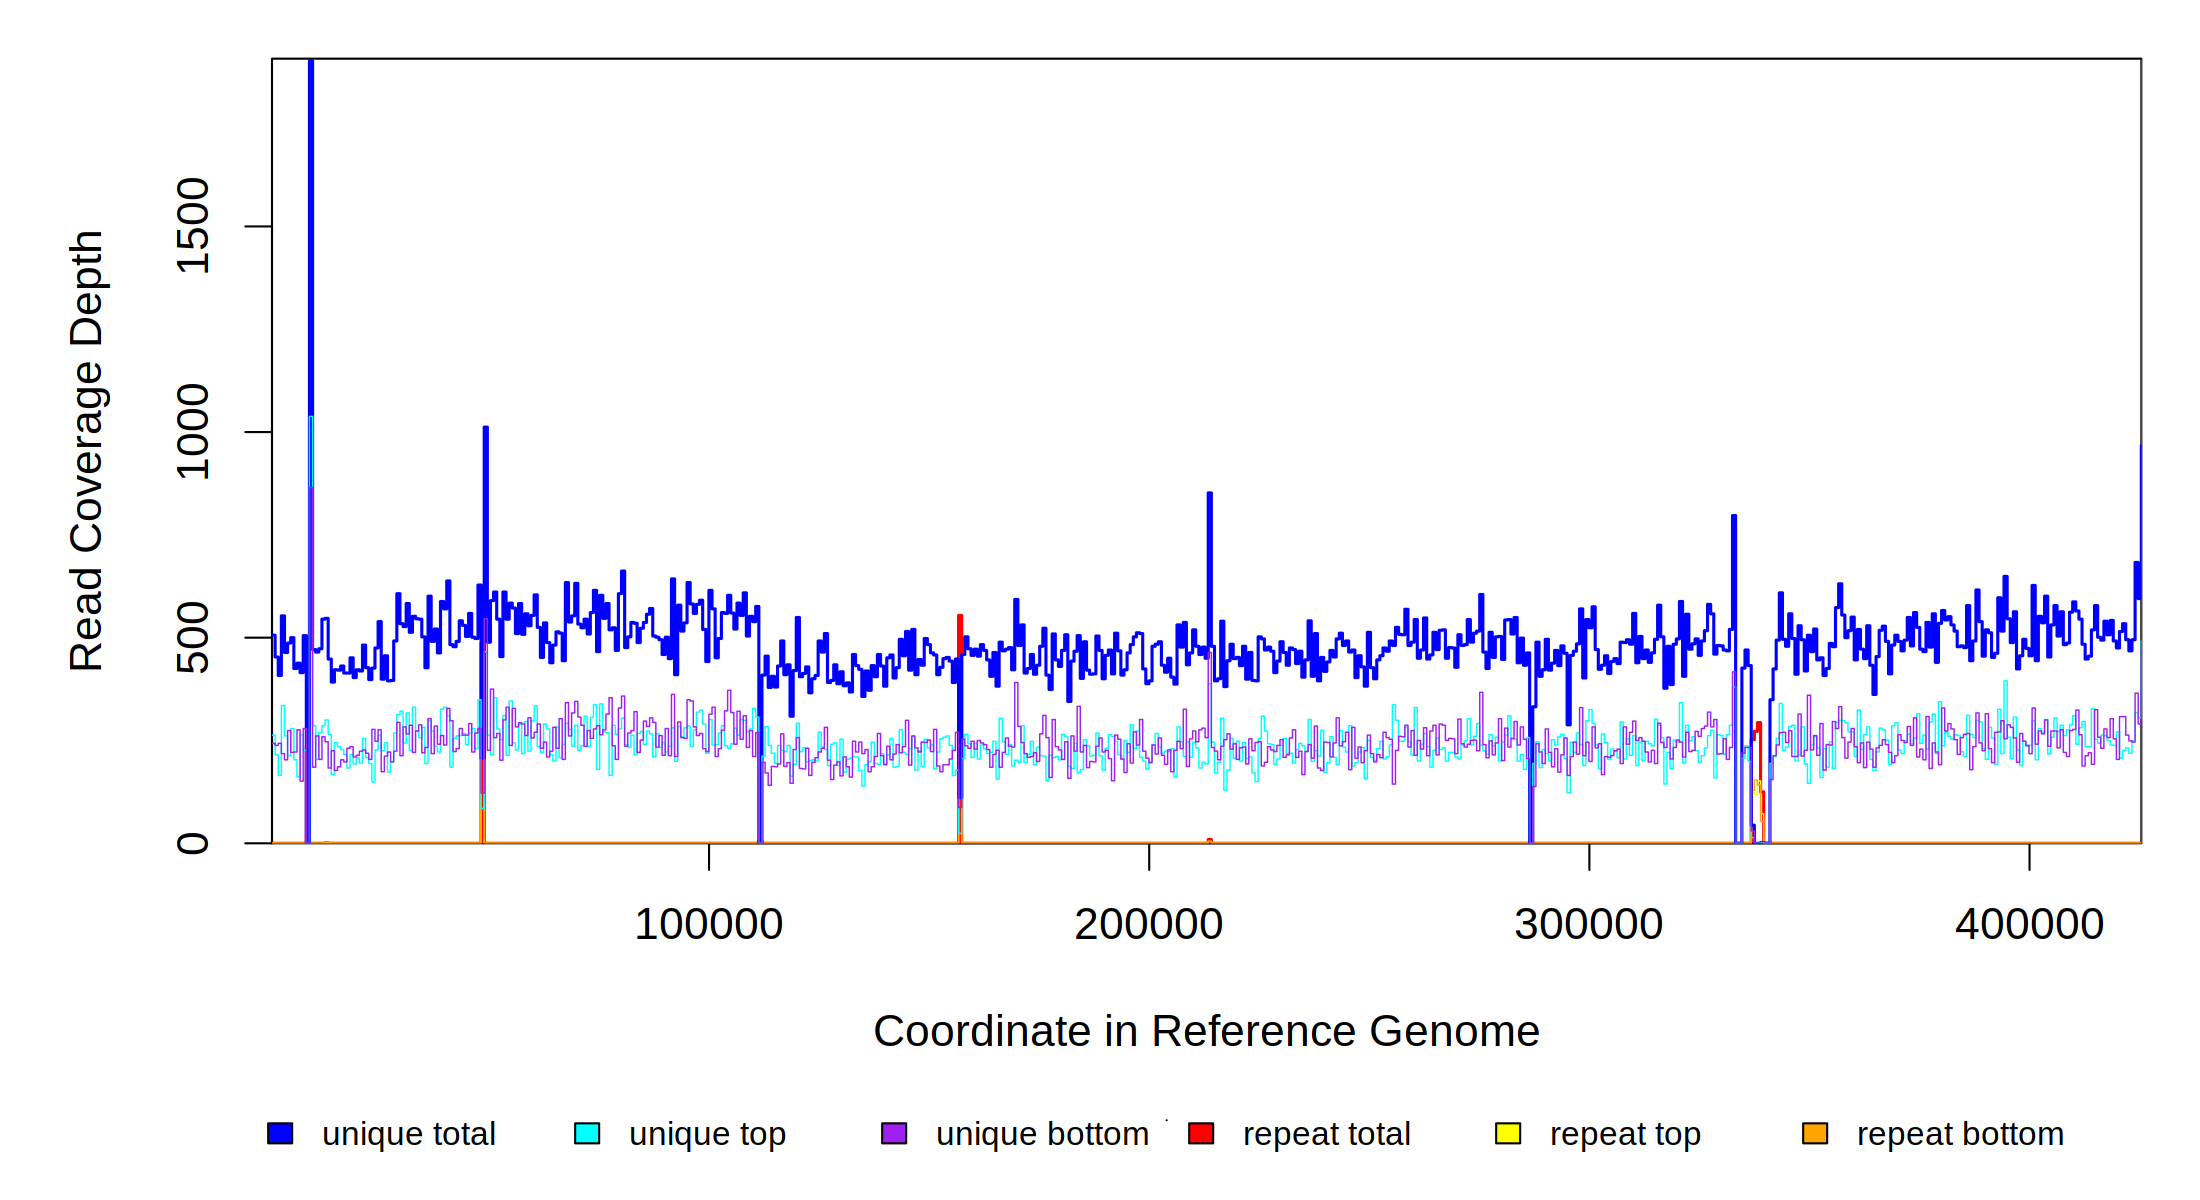 Read Coverage Depth
1500
1000
500
0
100000 200000 300000 400000
Coordinate in Reference Genome
unique total unique top unique bottom repeat total repeat top repeat bottom